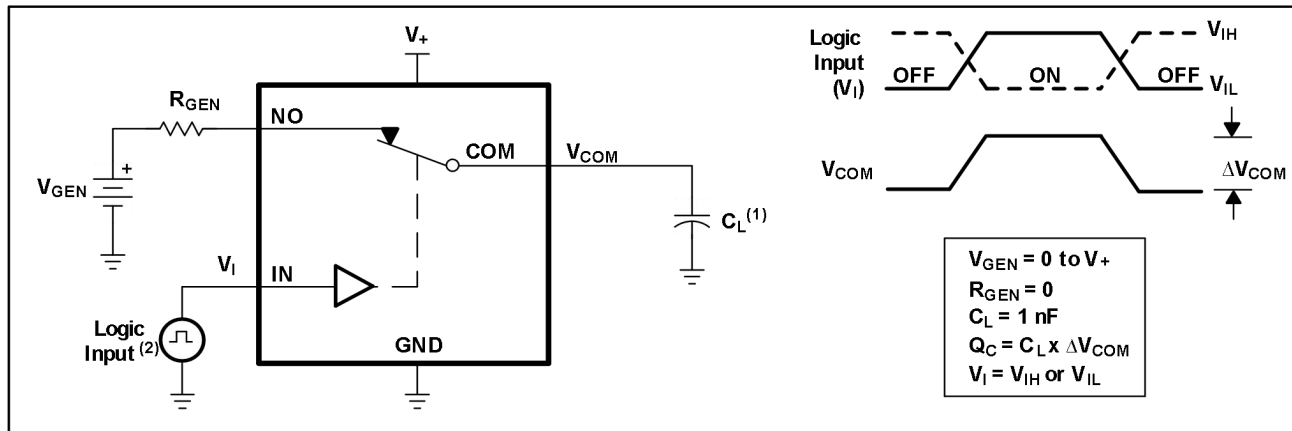 V+
RGEN
NO
COM
VCOM
VGEN
+
CL(1)
VI
IN
Logic
Input (2)
GND
Logic
Input
(VI)
OFF
ON
OFF
VIH
VIL
VCOM
ΔVCOM
VGEN = 0 to V+
RGEN = 0
CL = 1 nF
QC = CL x ΔVCOM
VI = VIH or VIL